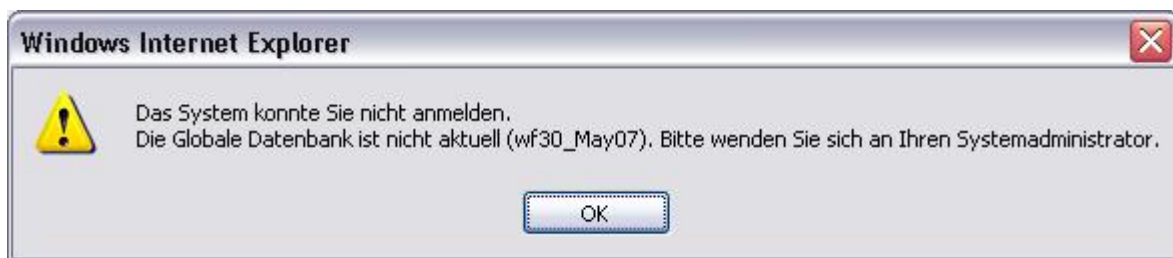 Windows Internet Explorer
Das System konnte Sie nicht anmelden.
Die Globale Datenbank ist nicht aktuell (wf30_May07). Bitte wenden Sie sich an Ihren Systemadministrator.
OK